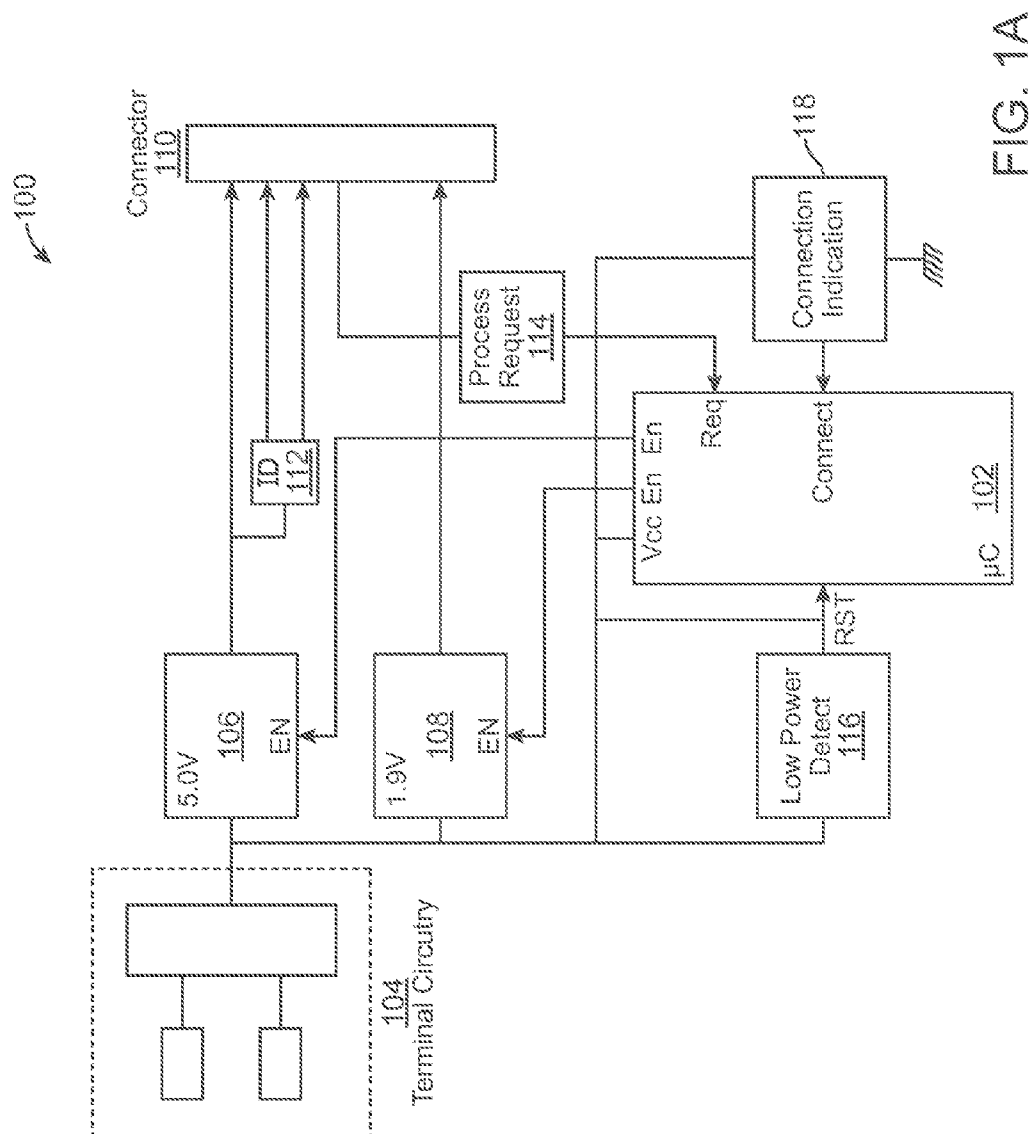 100
Connector
110
5.0V
106
EN
ID
112
1.9V
108
EN
Process
Request
114
104
Terminal Circutry
Low Power
Detect
116
RST
Vcc En En
Req
Connect
µC
102
Connection
Indication
118
FIG. 1A